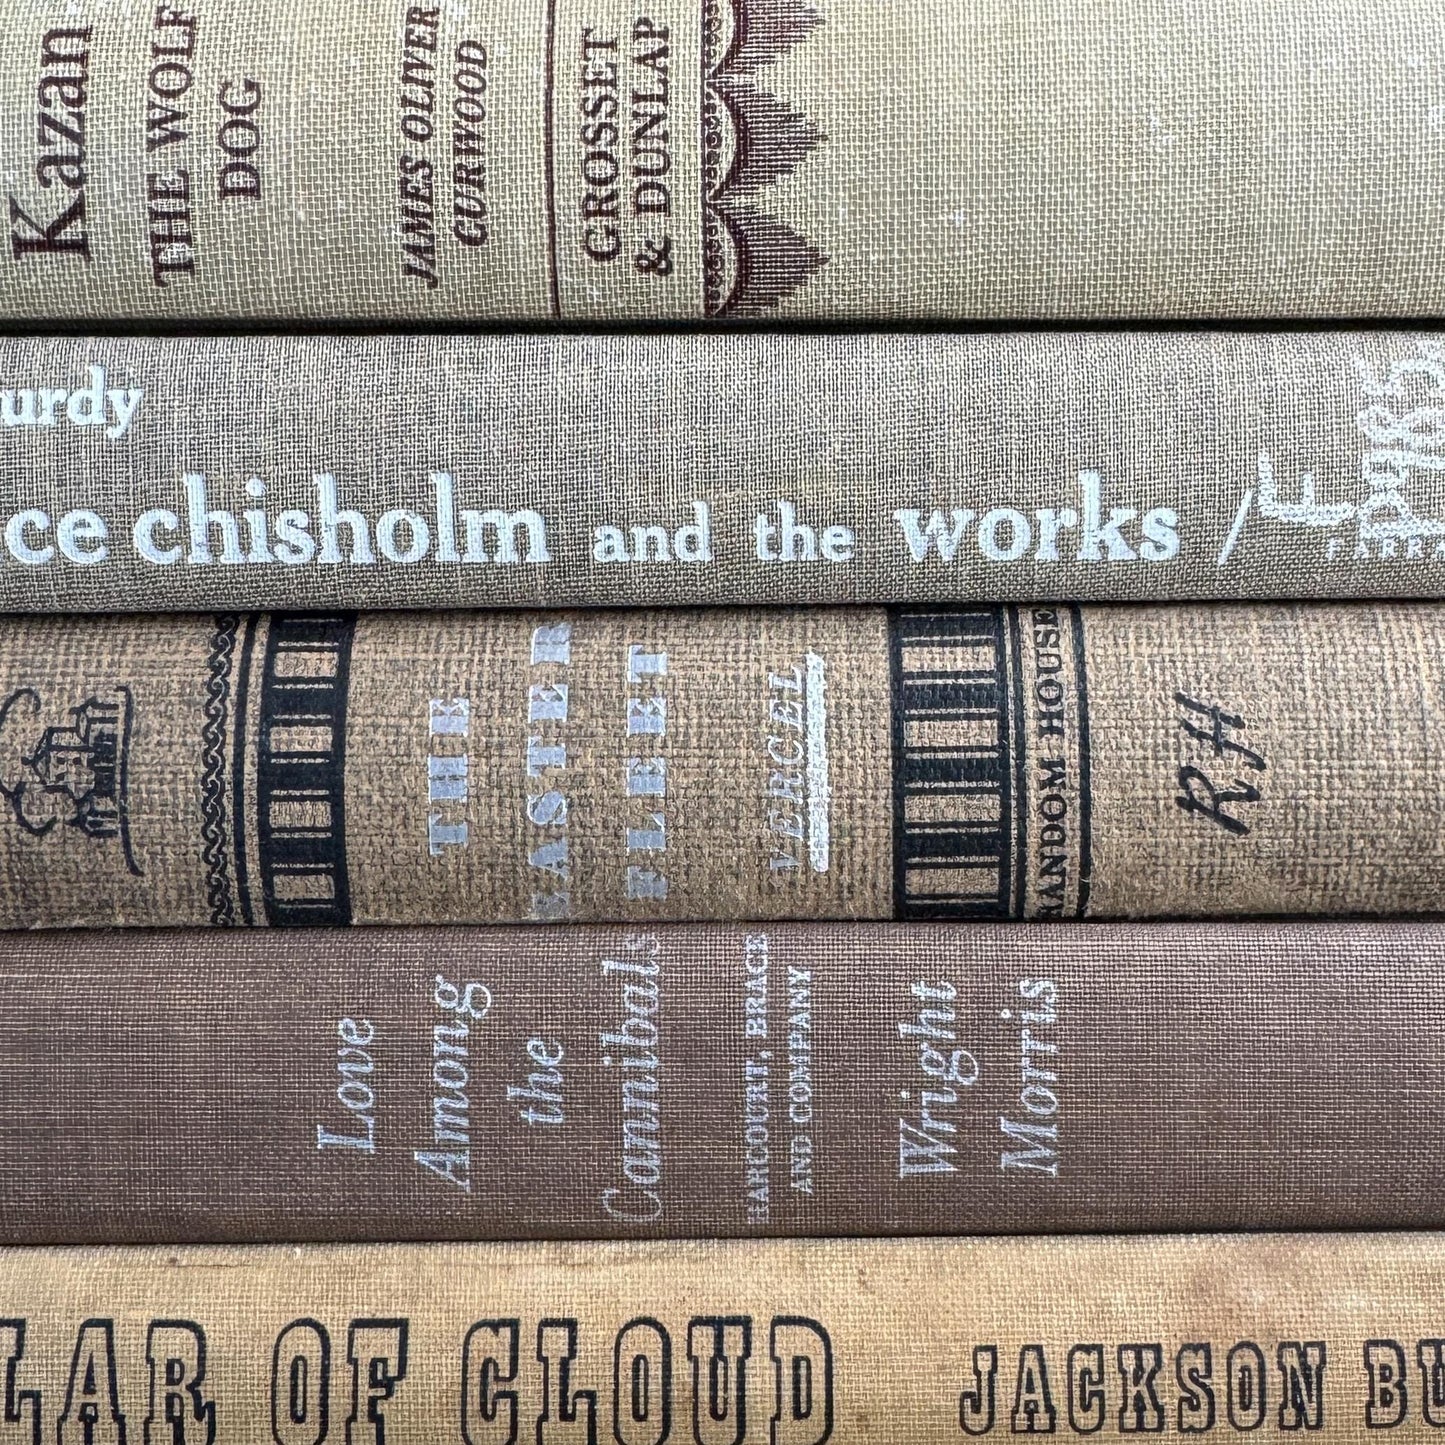 Kazan
THE WOLF
DOG
JAMES OLIVER
CURWOOD
GROSSET
& DUNLAP
urdy
ce chisholm and the works /
FARR
THE
EASTER
FLEET
VERCEL
RANDOM HOUSE
RH
Love
Among
the
Cannibals
HARCOURT, BRACE
AND COMPANY
Wright
Morris
LAR OF CLOUD
JACKSON BU